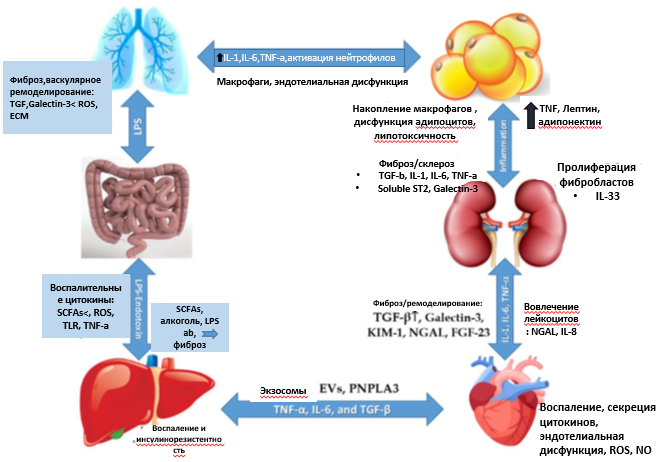 ↑IL-1,IL-6,TNF-a,активация нейтрофилов
Макрофаги, эндотелиальная дисфункция
Фиброз,васкулярное
ремоделирование:
TGF,Galectin-3< ROS,
ECM
LPS
Накопление макрофагов ,
дисфункция адипоцитов,
липотоксичность
↑ TNF, Лептин,
адипонектин
Inflammation
Фиброз/склероз
• TGF-b, IL-1, IL-6, TNF-a
• Soluble ST2, Galectin-3
Пролиферация
фибробластов
• IL-33
Воспалительны
е цитокины:
SCFAs<, ROS,
TLR, TNF-a
LPS-Endotoxin
SCFAs,
алкоголь, LPS
ab,
фиброз
Фиброз/ремоделирование:
TGF-β↑, Galectin-3,
KIM-1, NGAL, FGF-23
IL-1, IL-6, TNF-α
Вовлечение
лейкоцитов
: NGAL, IL-8
Экзосомы EVs, PNPLA3
TNF-α, IL-6, and TGF-β
Воспаление и
инсулинорезистентно
сть
Воспаление, секреция
цитокинов,
эндотелиальная
дисфункция, ROS, NO